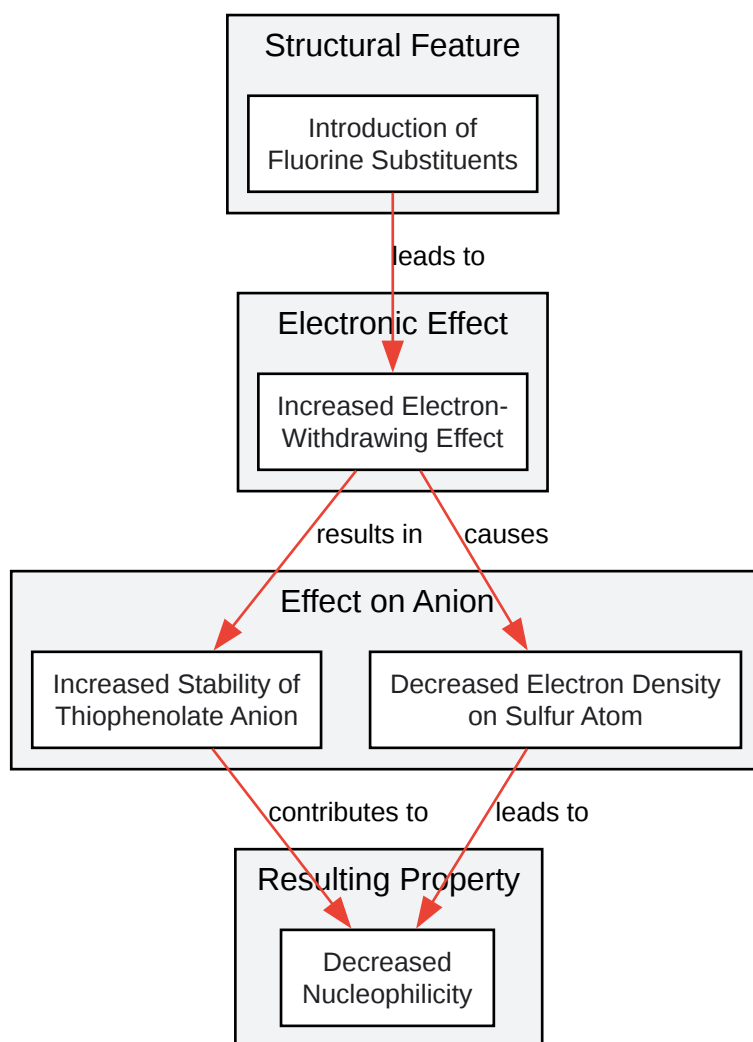 Structural Feature
Introduction of
Fluorine Substituents
leads to
Electronic Effect
Increased Electron-
Withdrawing Effect
results in
causes
Effect on Anion
Increased Stability of
Thiophenolate Anion
Decreased Electron Density
on Sulfur Atom
contributes to
leads to
Resulting Property
Decreased
Nucleophilicity